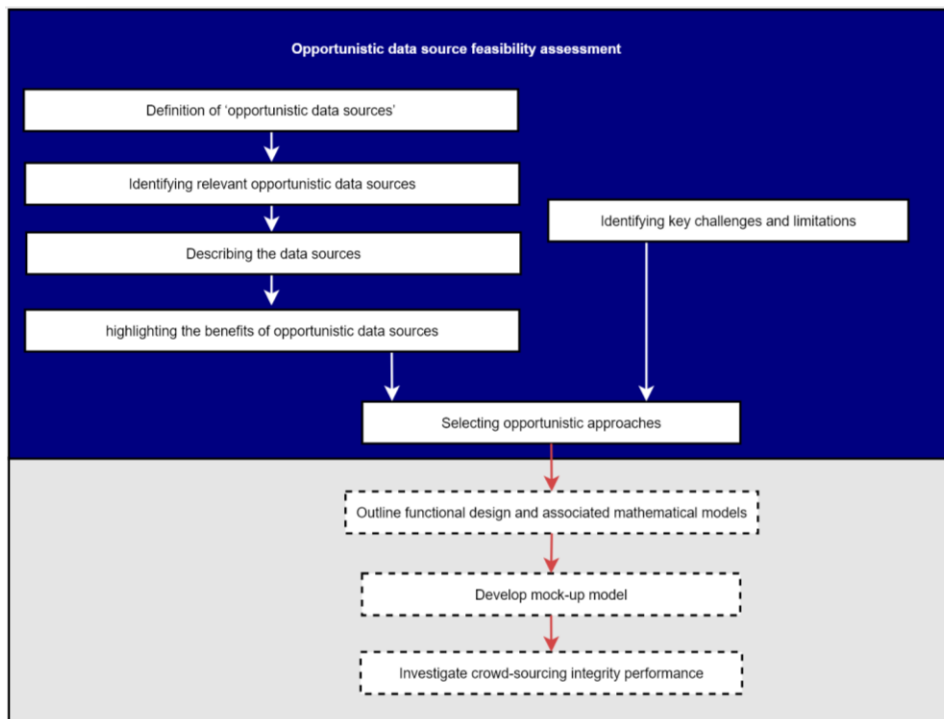 Opportunistic data source feasibility assessment
Definition of ‘opportunistic data sources’
Identifying relevant opportunistic data sources
Identifying key challenges and limitations
Describing the data sources
highlighting the benefits of opportunistic data sources
Selecting opportunistic approaches
Outline functional design and associated mathematical models
Develop mock-up model
Investigate crowd-sourcing integrity performance